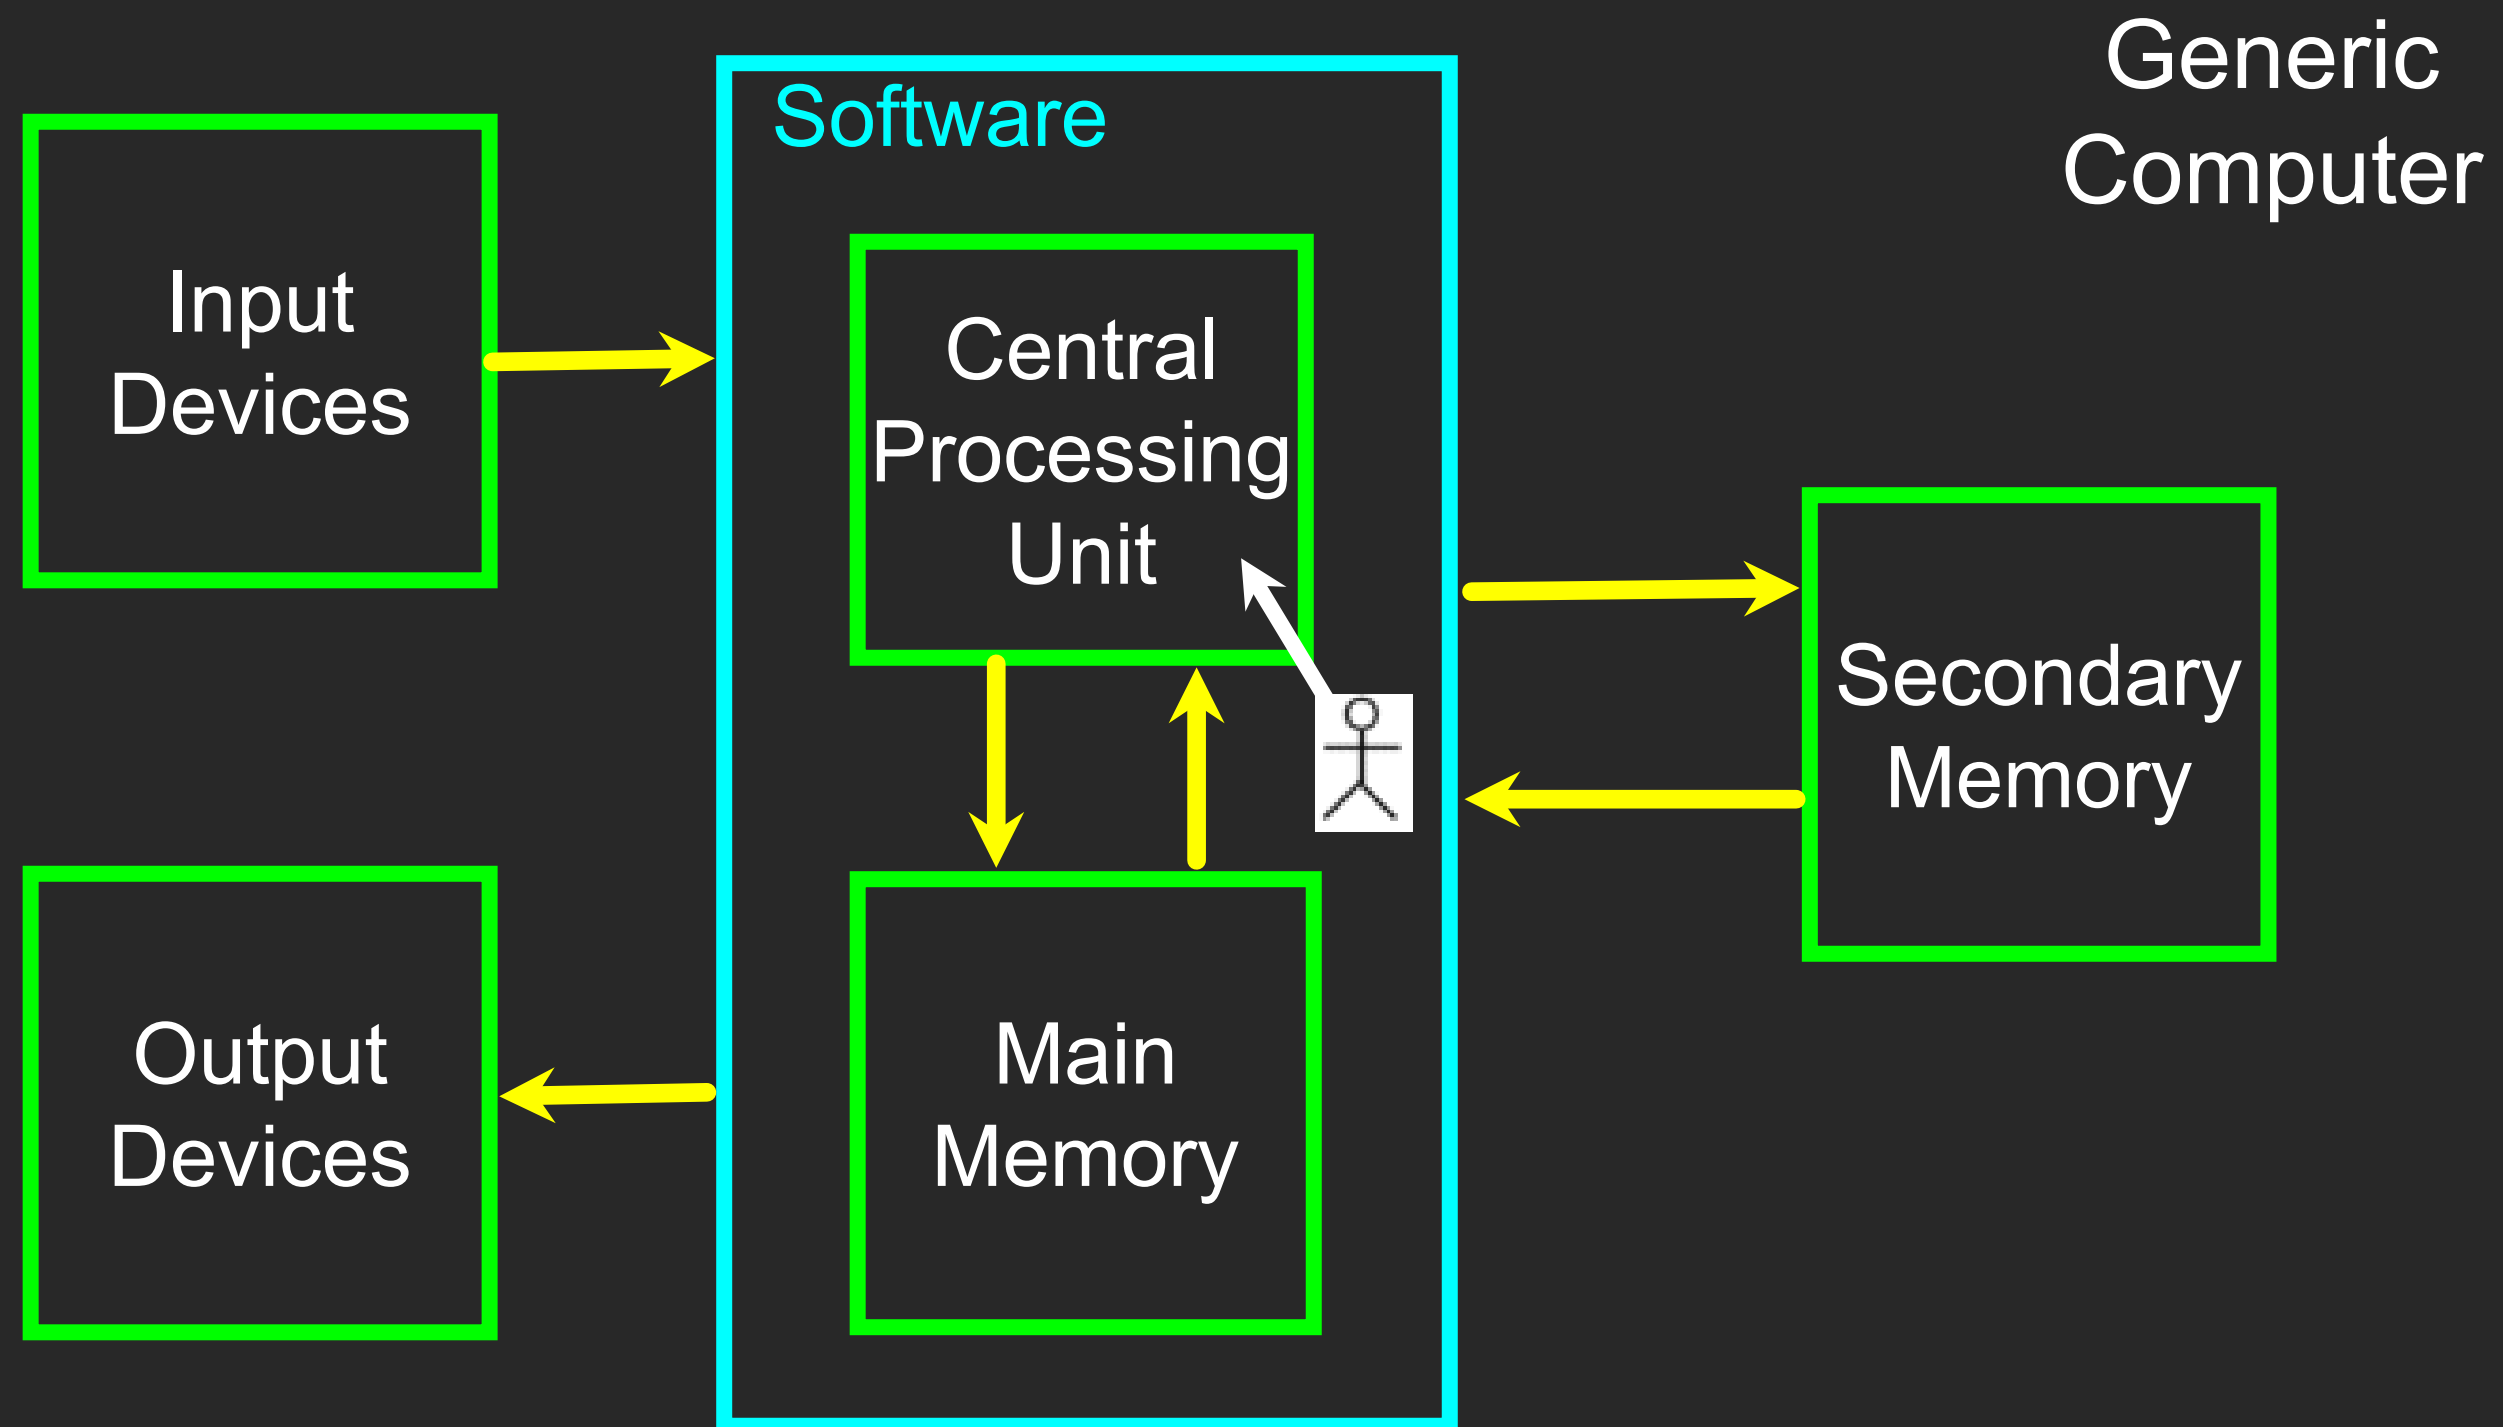 Generic
Computer
Software
Input
Devices
Central
Processing
Unit
Secondary
Memory
Output
Devices
Main
Memory